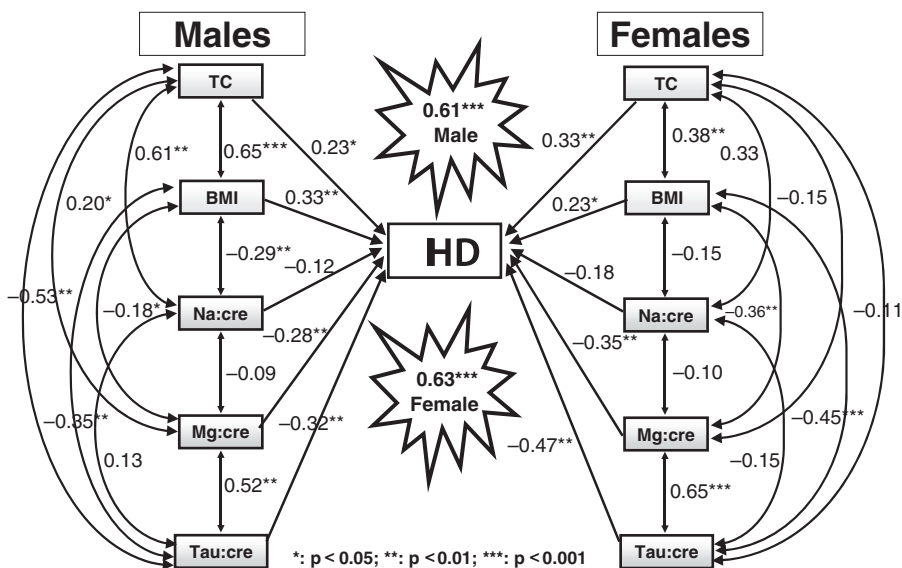 Males
Females
TC
TC
0.61***
Male
0.61**
0.65***
0.23*
0.33**
0.38**
0.33
0.20*
BMI
0.33**
0.23*
BMI
−0.15
HD
−0.29**
−0.12
−0.18
−0.15
−0.53**
−0.18*
Na:cre
Na:cre
−0.36**
−0.11
−0.28**
−0.35**
−0.09
0.63***
Female
−0.10
−0.35**
Mg:cre
−0.32**
−0.47**
Mg:cre
−0.45***
0.13
−0.15
0.52**
0.65***
Tau:cre
Tau:cre
*: p < 0.05; **: p < 0.01; ***: p < 0.001